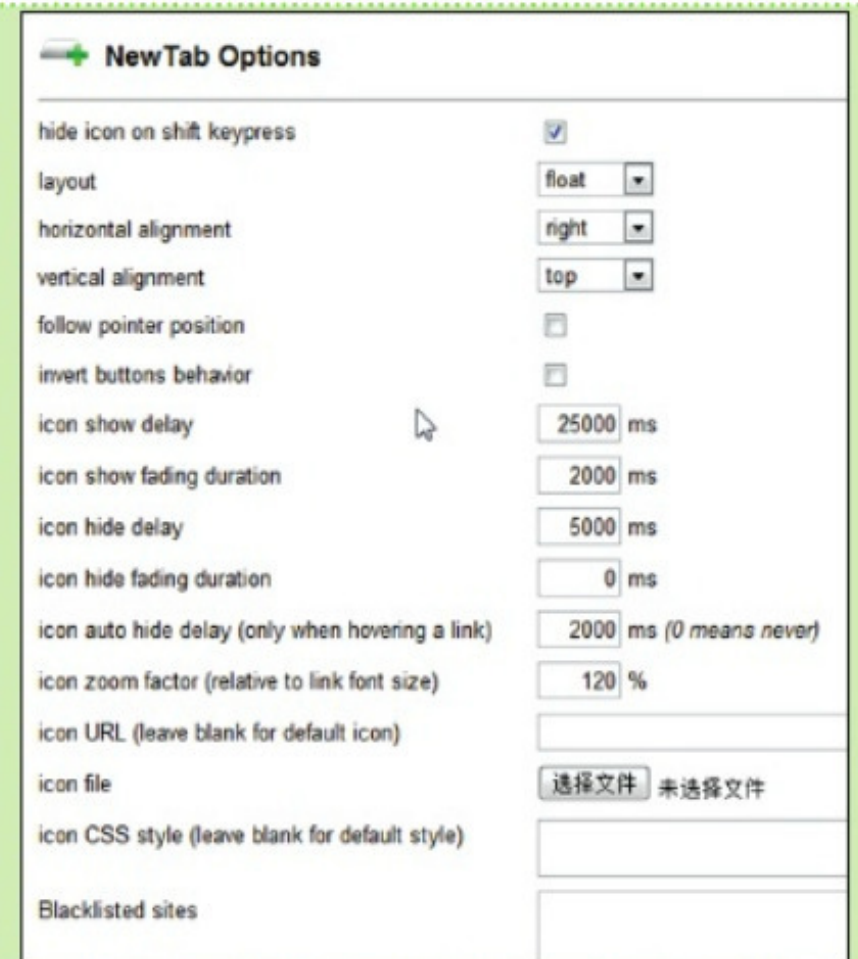 NewTab Options
hide icon on shift keypress
layout float
horizontal alignment right
vertical alignment top
follow pointer position
invert buttons behavior
icon show delay 25000 ms
icon show fading duration 2000 ms
icon hide delay 5000 ms
icon hide fading duration 0 ms
icon auto hide delay (only when hovering a link) 2000 ms (0 means never)
icon zoom factor (relative to link font size) 120 %
icon URL (leave blank for default icon)
icon file 选择文件 未选择文件
icon CSS style (leave blank for default style)
Blacklisted sites